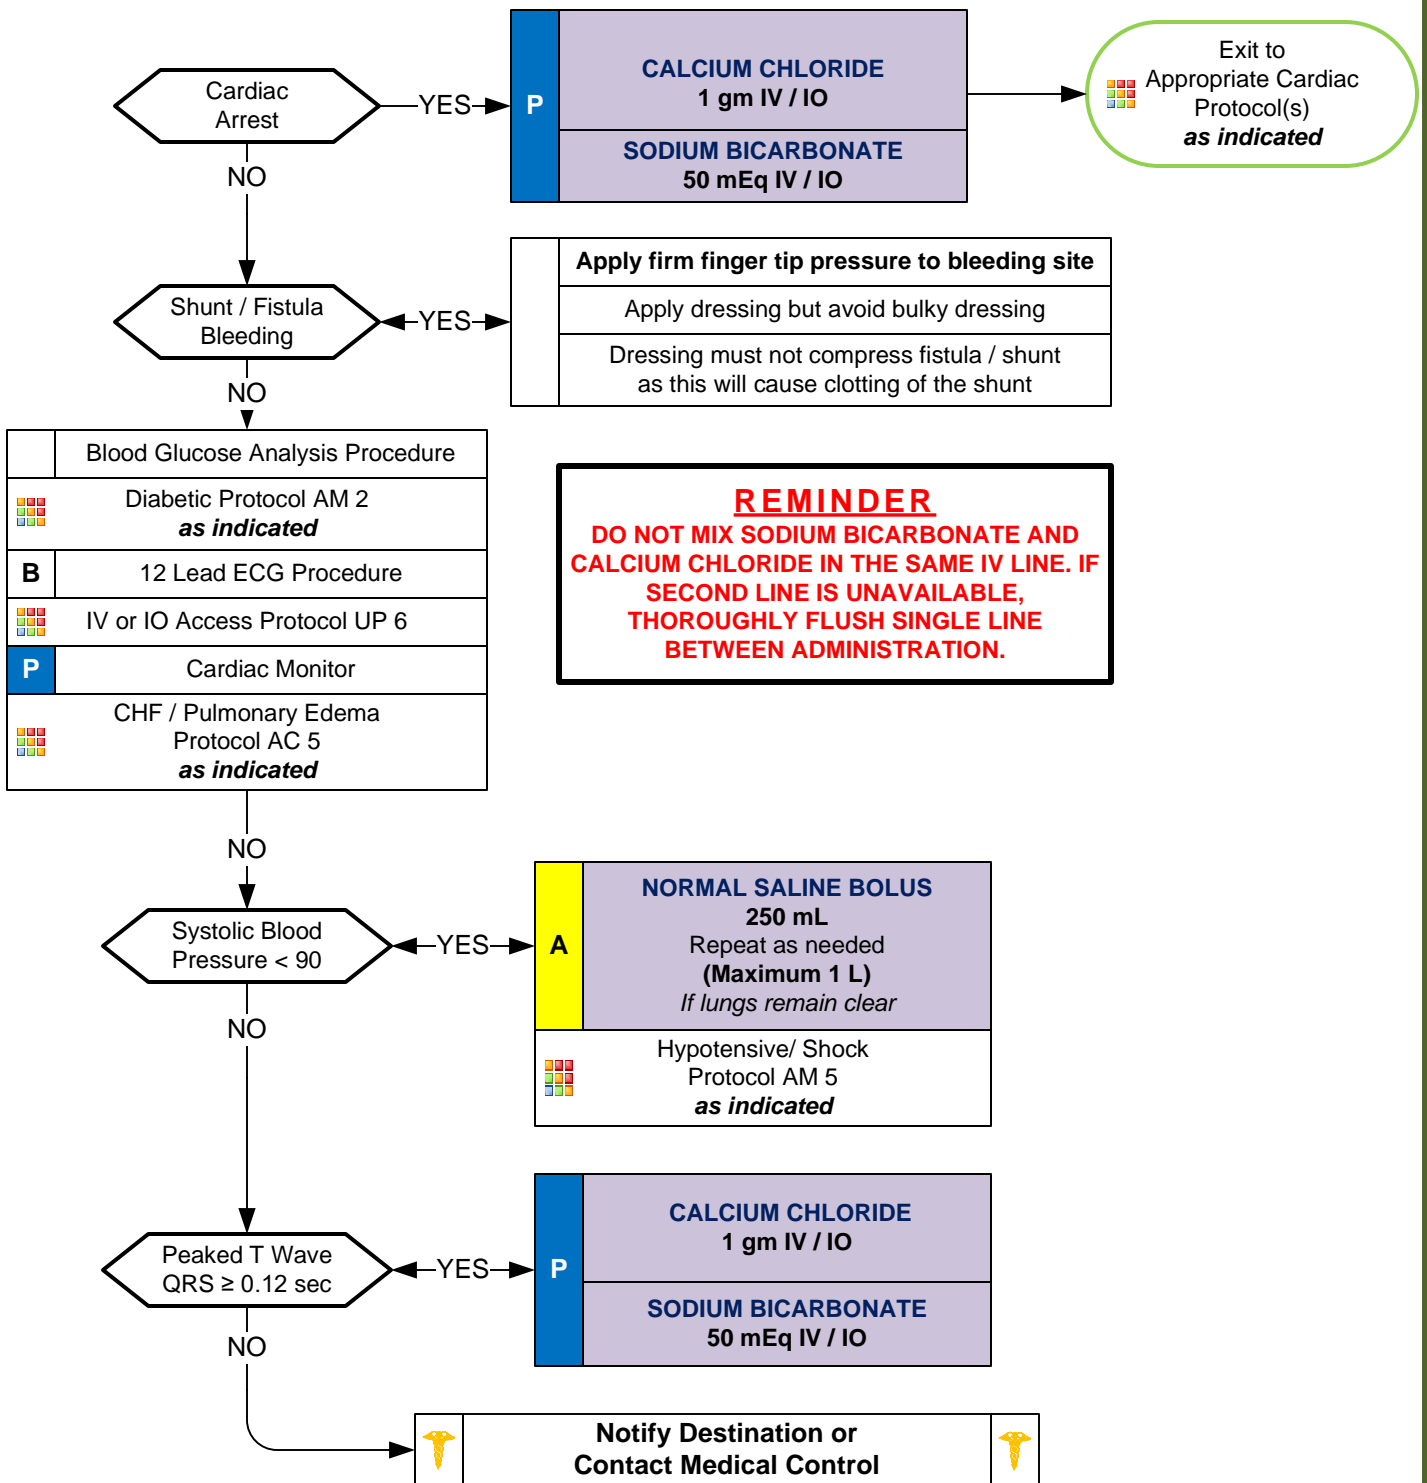 Cardiac
Arrest
YES
P
CALCIUM CHLORIDE
1 gm IV / IO
SODIUM BICARBONATE
50 mEq IV / IO
Exit to
Appropriate Cardiac
Protocol(s)
as indicated
NO
Shunt / Fistula
Bleeding
YES
Apply firm finger tip pressure to bleeding site
Apply dressing but avoid bulky dressing
Dressing must not compress fistula / shunt
as this will cause clotting of the shunt
NO
Blood Glucose Analysis Procedure
Diabetic Protocol AM 2
as indicated
B
12 Lead ECG Procedure
IV or IO Access Protocol UP 6
P
Cardiac Monitor
CHF / Pulmonary Edema
Protocol AC 5
as indicated
REMINDER
DO NOT MIX SODIUM BICARBONATE AND
CALCIUM CHLORIDE IN THE SAME IV LINE. IF
SECOND LINE IS UNAVAILABLE,
THOROUGHLY FLUSH SINGLE LINE
BETWEEN ADMINISTRATION.
NO
Systolic Blood
Pressure < 90
YES
A
NORMAL SALINE BOLUS
250 mL
Repeat as needed
(Maximum 1 L)
If lungs remain clear
Hypotensive/ Shock
Protocol AM 5
as indicated
NO
Peaked T Wave
QRS ≥ 0.12 sec
YES
P
CALCIUM CHLORIDE
1 gm IV / IO
SODIUM BICARBONATE
50 mEq IV / IO
NO
Notify Destination or
Contact Medical Control